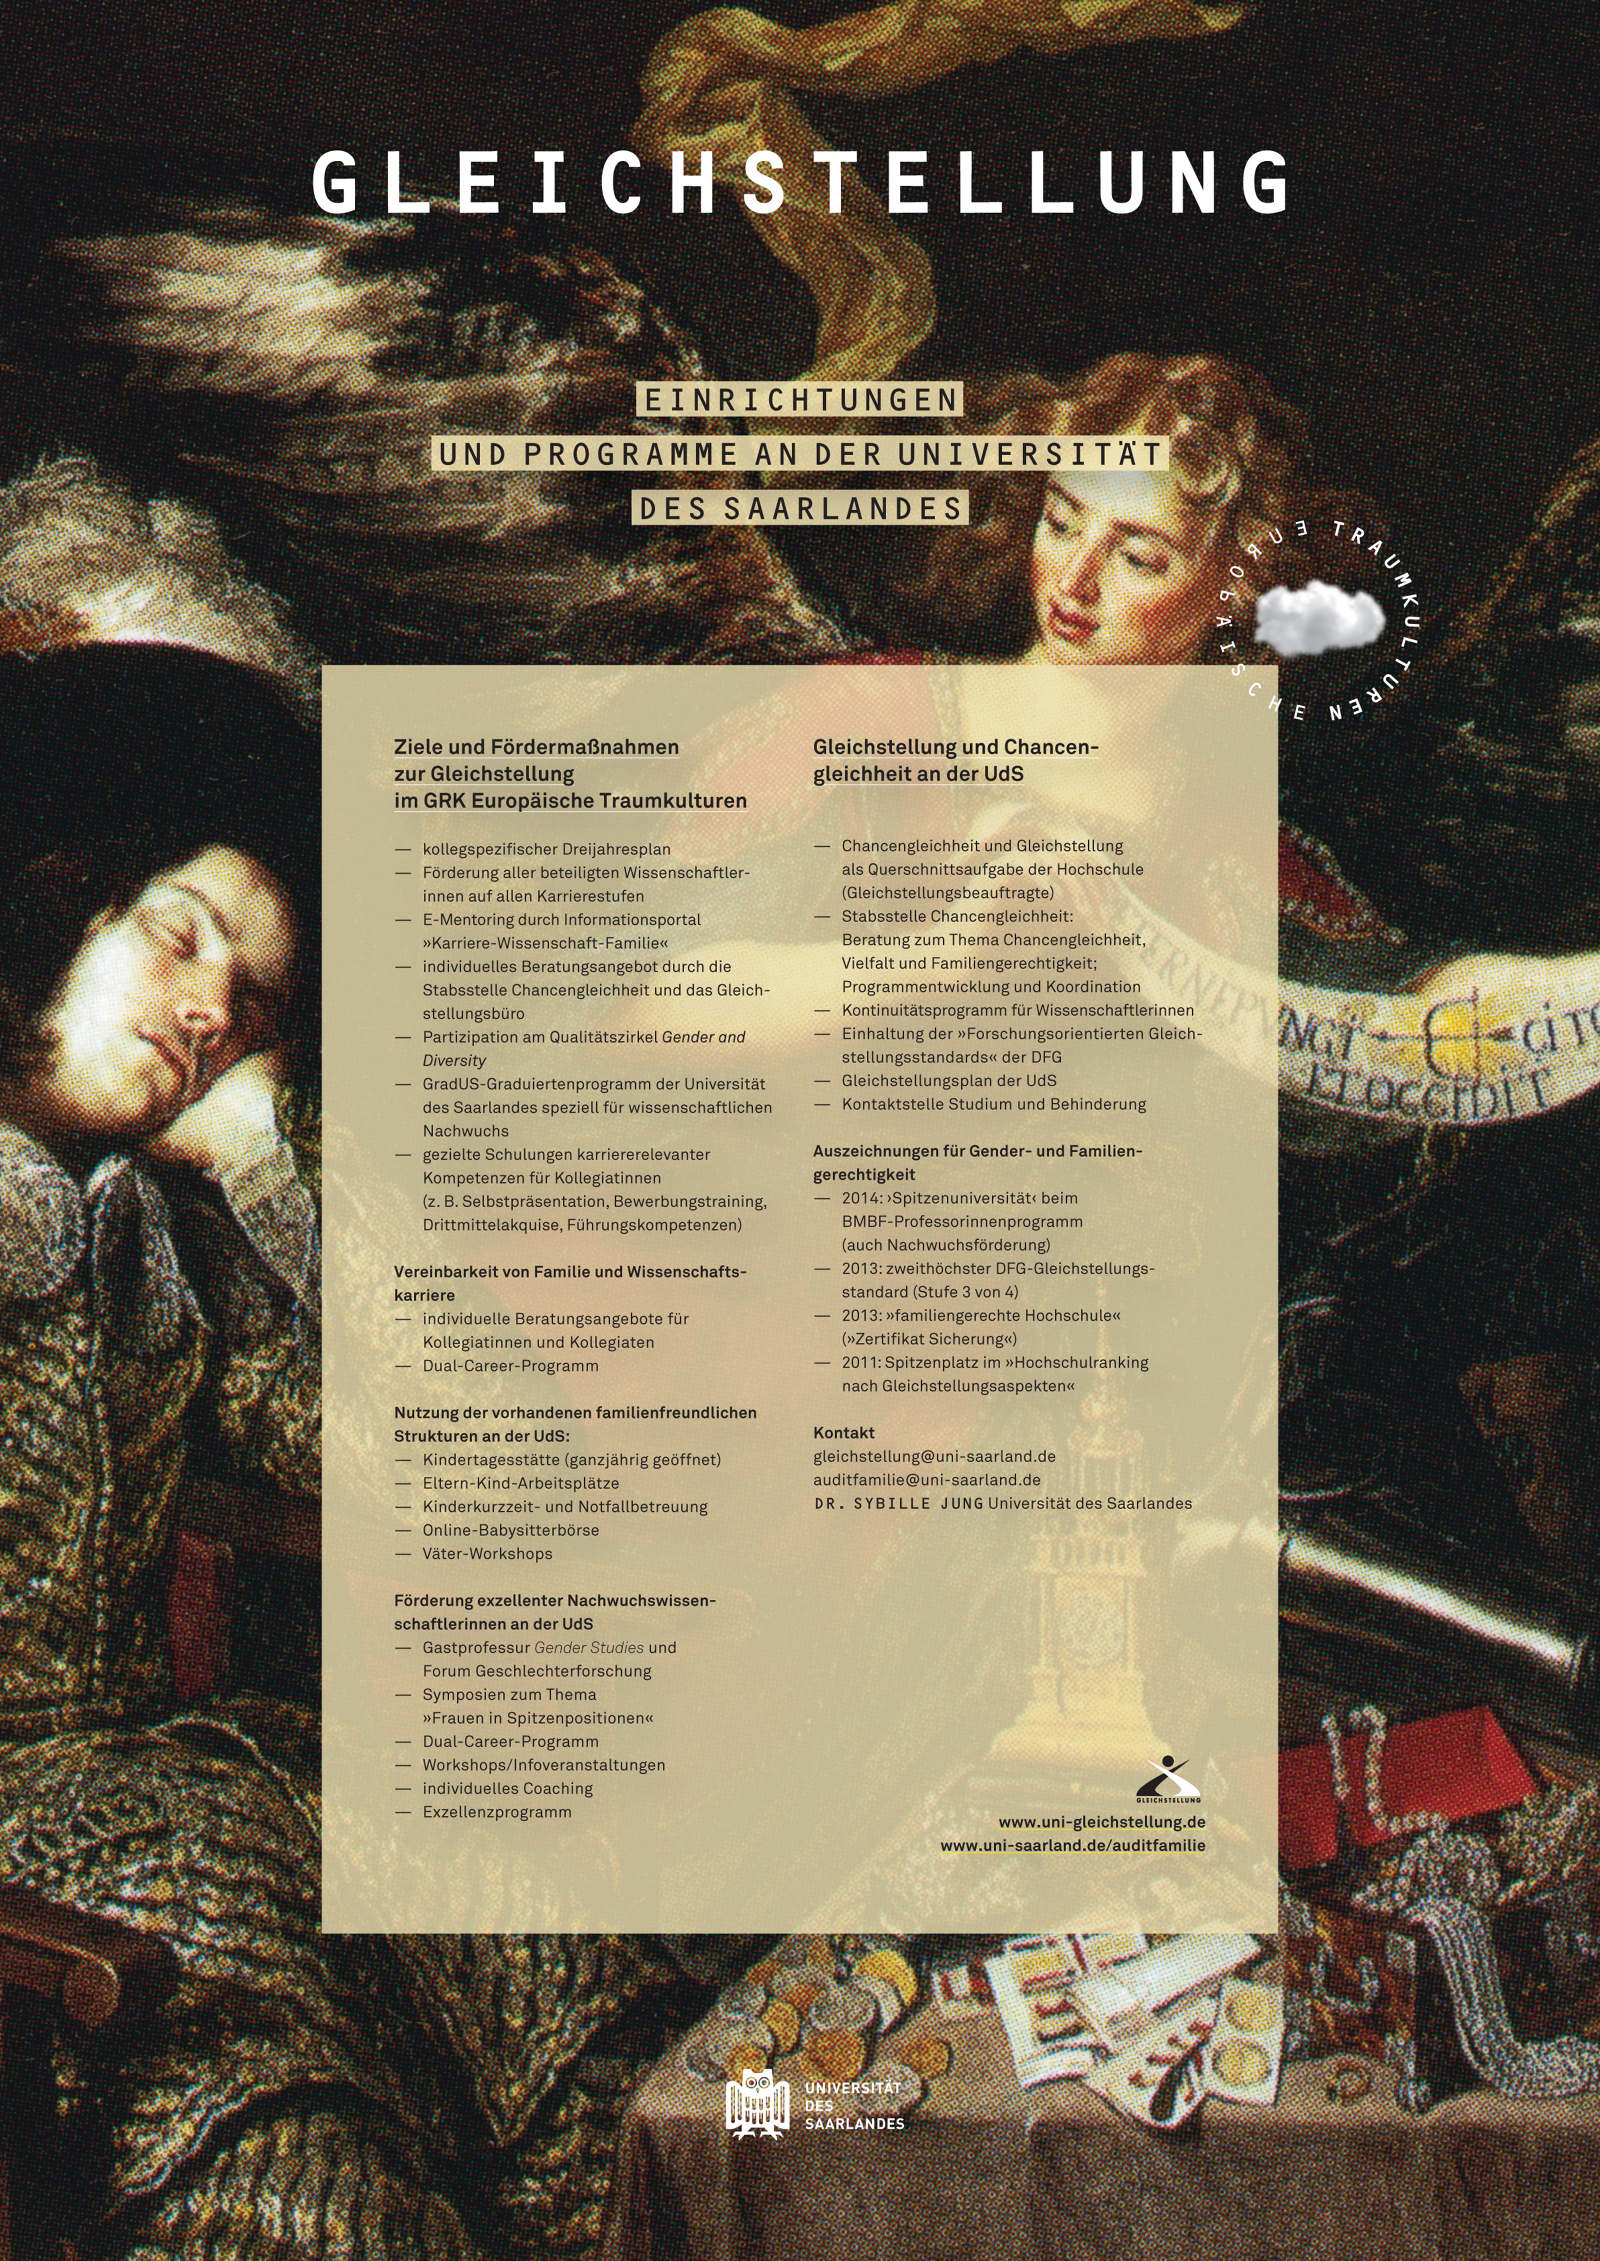 GLEICHSTELLUNG
EINRICHTUNGEN
UND PROGRAMME AN DER UNIVERSITÄT
DES SAARLANDES
EUROPÄISCHE TRAUMKULTUREN
Ziele und Fördermaßnahmen
zur Gleichstellung
im GRK Europäische Traumkulturen
— kollegspezifischer Dreijahresplan
— Förderung aller beteiligten Wissenschaftler-
innen auf allen Karrierestufen
— E-Mentoring durch Informationsportal
»Karriere-Wissenschaft-Familie«
— individuelles Beratungsangebot durch die
Stabsstelle Chancengleichheit und das Gleich-
stellungsbüro
— Partizipation am Qualitätszirkel Gender and
Diversity
— GradUS-Graduiertenprogramm der Universität
des Saarlandes speziell für wissenschaftlichen
Nachwuchs
— gezielte Schulungen karriererelevanter
Kompetenzen für Kollegiatinnen
(z. B. Selbstpräsentation, Bewerbungstraining,
Drittmittelakquise, Führungskompetenzen)
Vereinbarkeit von Familie und Wissenschafts-
karriere
— individuelle Beratungsangebote für
Kollegiatinnen und Kollegiaten
— Dual-Career-Programm
Nutzung der vorhandenen familienfreundlichen
Strukturen an der UdS:
— Kindertagesstätte (ganzjährig geöffnet)
— Eltern-Kind-Arbeitsplätze
— Kinderkurzzeit- und Notfallbetreuung
— Online-Babysitterbörse
— Väter-Workshops
Förderung exzellenter Nachwuchswissen-
schaftlerinnen an der UdS
— Gastprofessur Gender Studies und
Forum Geschlechterforschung
— Symposien zum Thema
»Frauen in Spitzenpositionen«
— Dual-Career-Programm
— Workshops/Infoveranstaltungen
— individuelles Coaching
— Exzellenzprogramm
Gleichstellung und Chancen-
gleichheit an der UdS
— Chancengleichheit und Gleichstellung
als Querschnittsaufgabe der Hochschule
(Gleichstellungsbeauftragte)
— Stabsstelle Chancengleichheit:
Beratung zum Thema Chancengleichheit,
Vielfalt und Familiengerechtigkeit;
Programmentwicklung und Koordination
— Kontinuitätsprogramm für Wissenschaftlerinnen
— Einhaltung der »Forschungsorientierten Gleich-
stellungsstandards« der DFG
— Gleichstellungsplan der UdS
— Kontaktstelle Studium und Behinderung
Auszeichnungen für Gender- und Familien-
gerechtigkeit
— 2014: ›Spitzenuniversität‹ beim
BMBF-Professorinnenprogramm
(auch Nachwuchsförderung)
— 2013: zweithöchster DFG-Gleichstellungs-
standard (Stufe 3 von 4)
— 2013: »familiengerechte Hochschule«
(»Zertifikat Sicherung«)
— 2011: Spitzenplatz im »Hochschulranking
nach Gleichstellungsaspekten«
Kontakt
gleichstellung@uni-saarland.de
auditfamilie@uni-saarland.de
DR. SYBILLE JUNG Universität des Saarlandes
GLEICHSTELLUNG
www.uni-gleichstellung.de
www.uni-saarland.de/auditfamilie
UNIVERSITÄT
DES
SAARLANDES